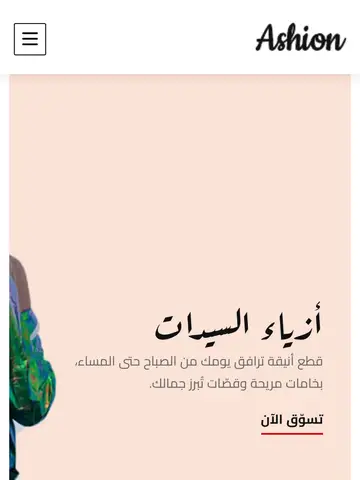 Ashion
أزياء السيدات
قطع أنيقة ترافق يومك من الصباح حتى المساء،
بخامات مريحة وقصّات تُبرز جمالك.
تسوّق الآن